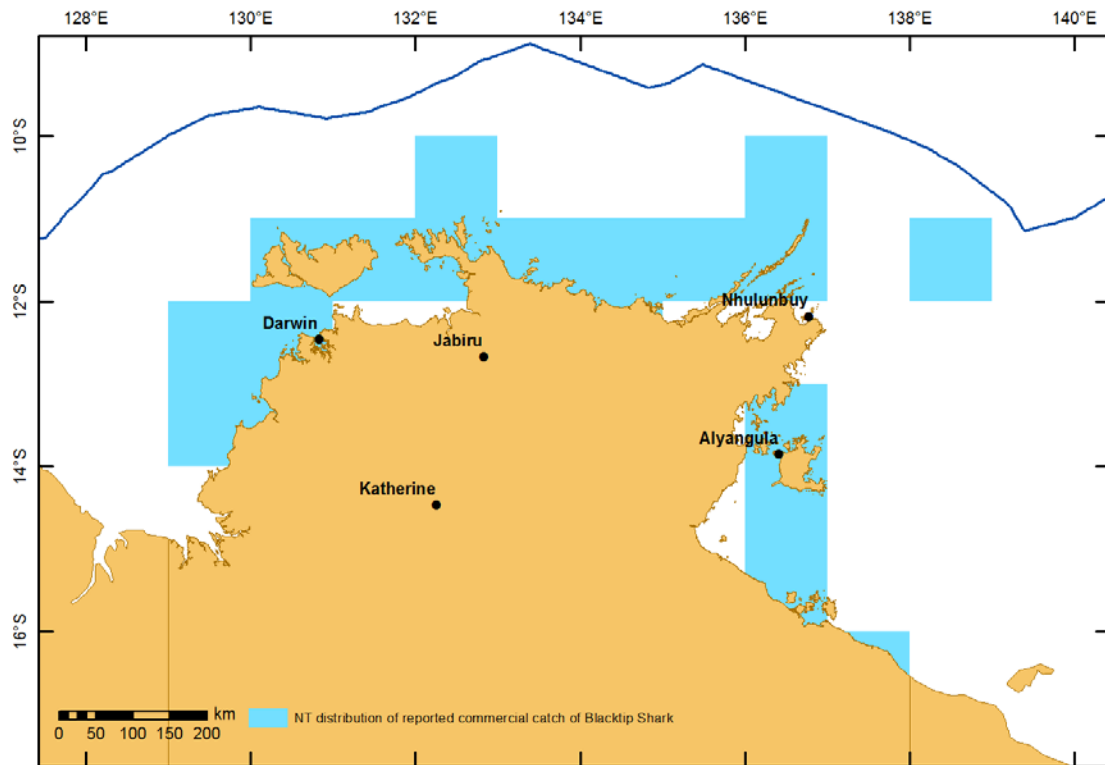 128°E 130°E 132°E 134°E 136°E 138°E 140°E
10°S
12°S
Nhulunbuy
Darwin
Jabiru
Alyangula
14°S
Katherine
16°S
km
0 50 100 150 200
NT distribution of reported commercial catch of Blacktip Shark